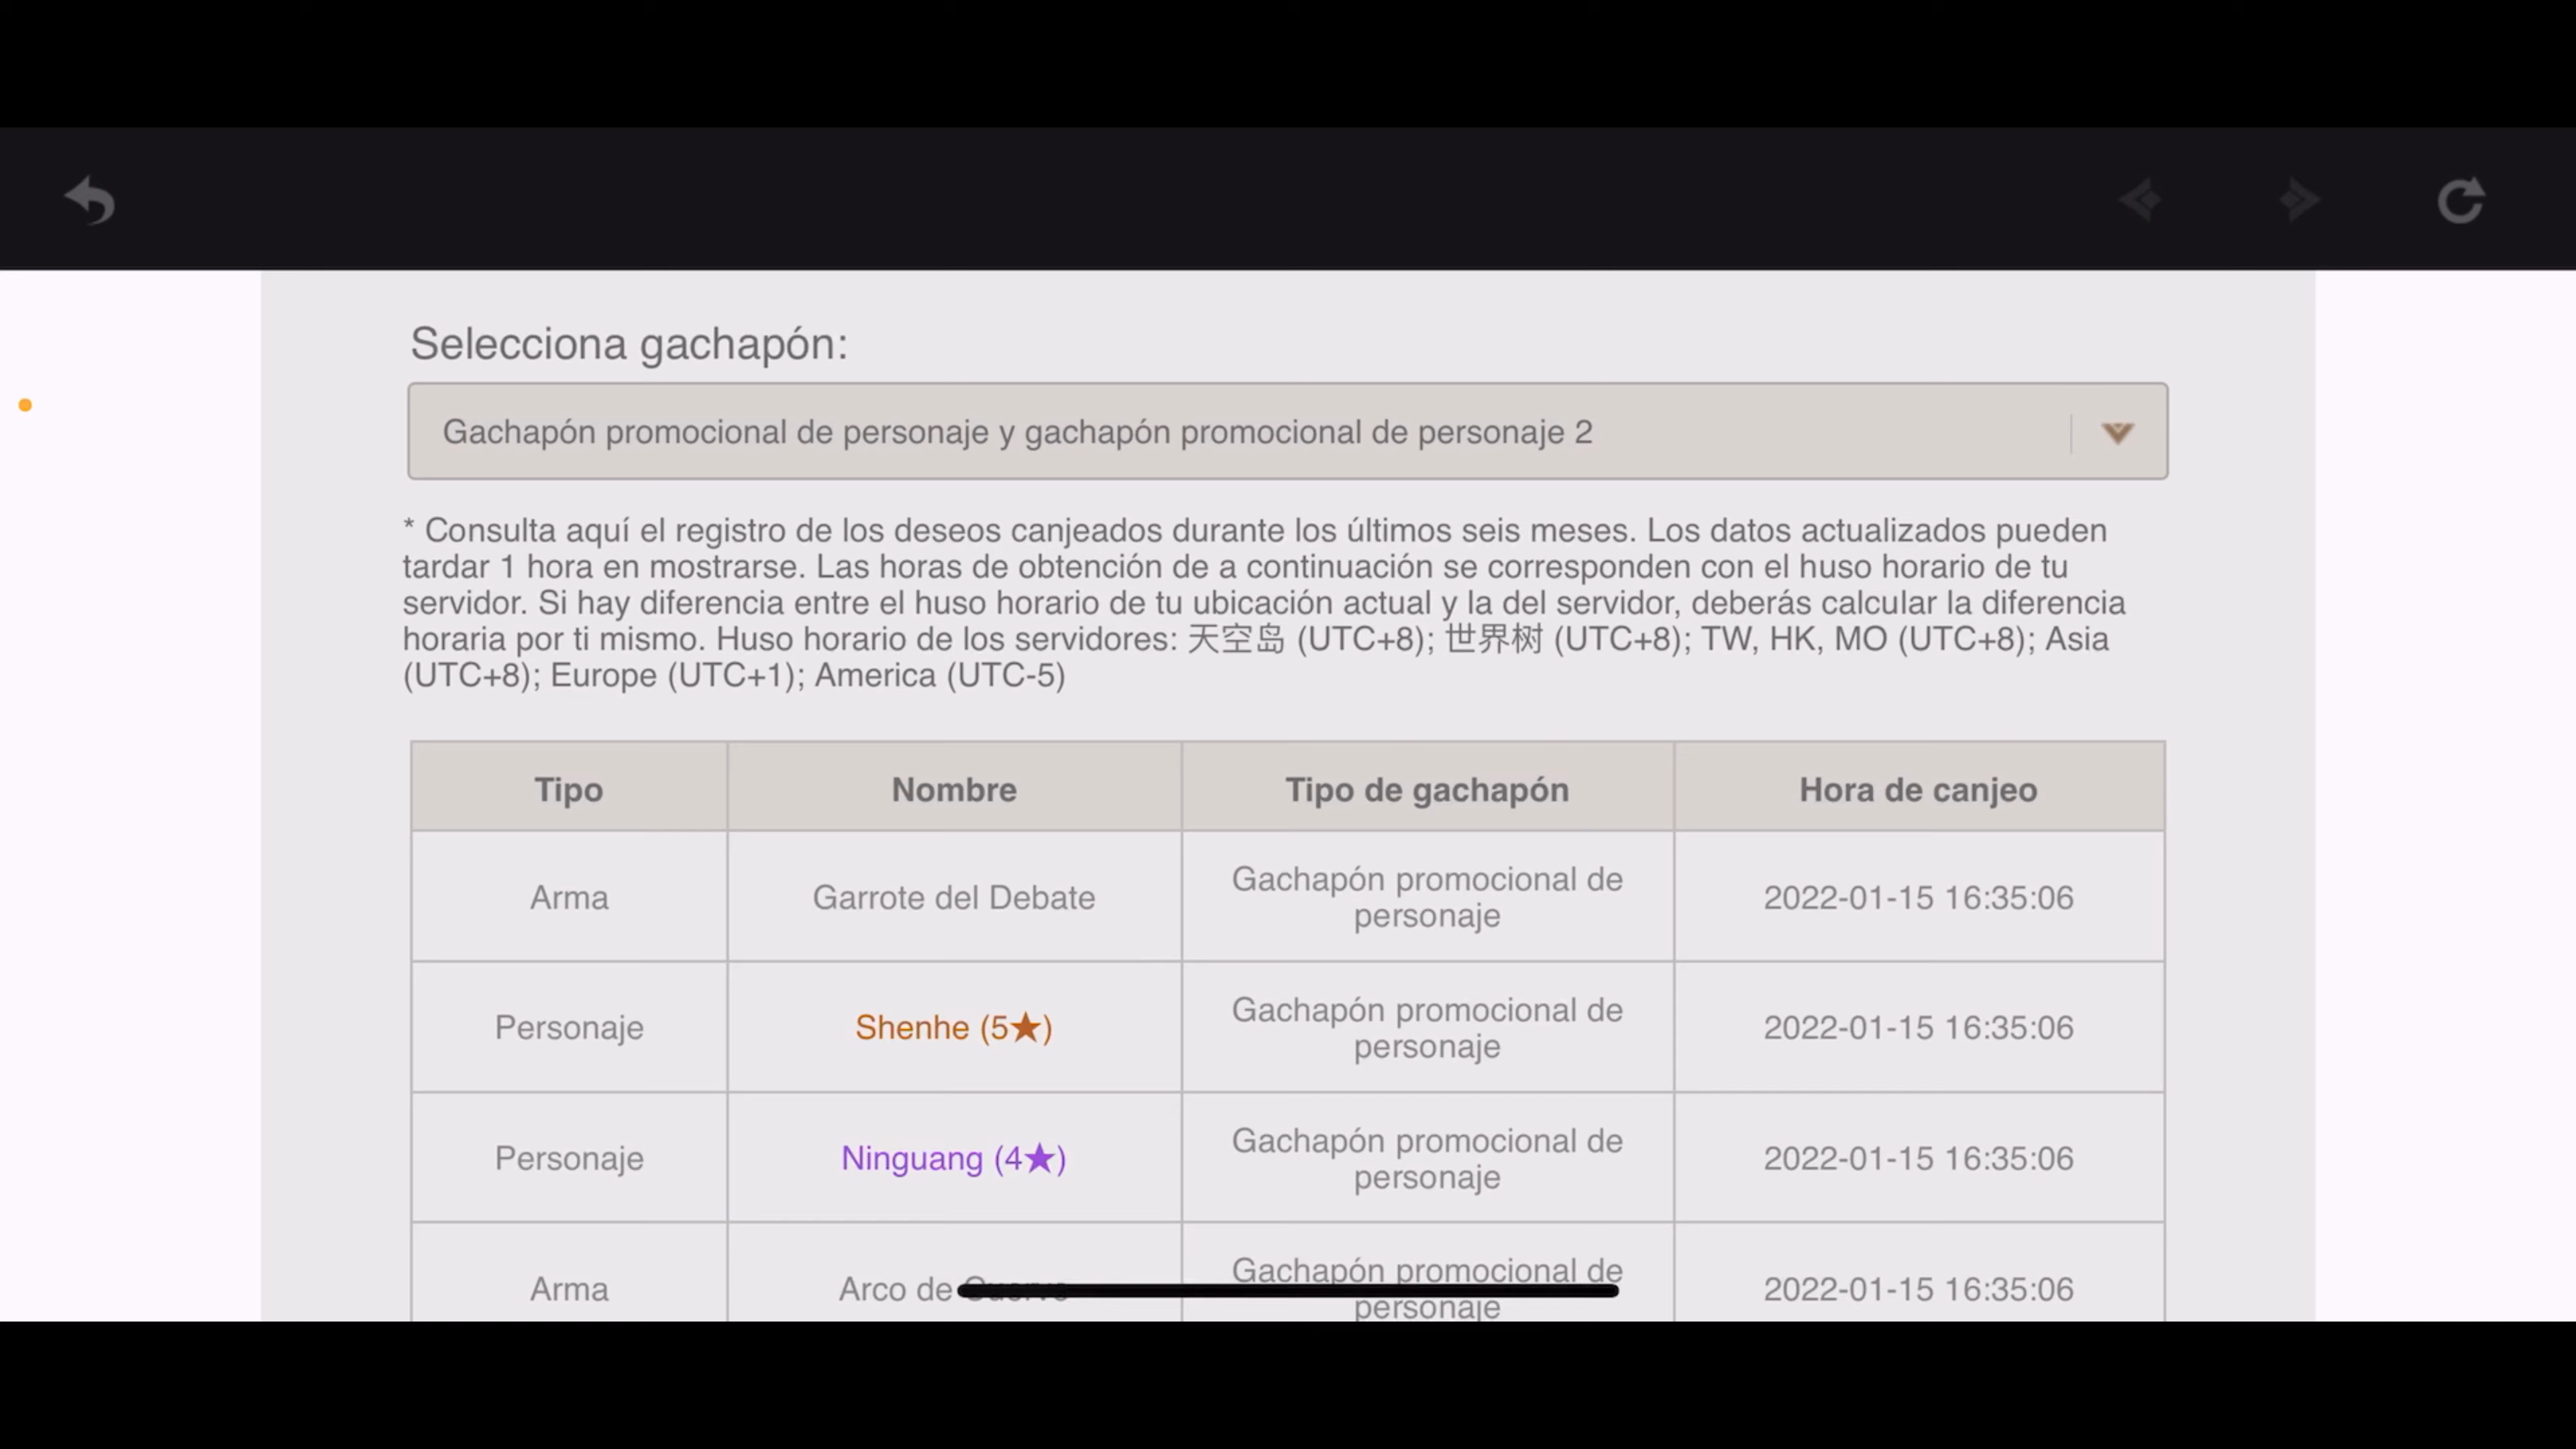 Selecciona gachapón:
Gachapón promocional de personaje y gachapón promocional de personaje 2
* Consulta aquí el registro de los deseos canjeados durante los últimos seis meses. Los datos actualizados pueden
tardar 1 hora en mostrarse. Las horas de obtención de a continuación se corresponden con el huso horario de tu
servidor. Si hay diferencia entre el huso horario de tu ubicación actual y la del servidor, deberás calcular la diferencia
horaria por ti mismo. Huso horario de los servidores: 天空岛 (UTC+8); 世界树 (UTC+8); TW, HK, MO (UTC+8); Asia
(UTC+8); Europe (UTC+1); America (UTC-5)
Tipo Nombre Tipo de gachapón Hora de canjeo
Arma Garrote del Debate Gachapón promocional de personaje 2022-01-15 16:35:06
Personaje Shenhe (5★) Gachapón promocional de personaje 2022-01-15 16:35:06
Personaje Ninguang (4★) Gachapón promocional de personaje 2022-01-15 16:35:06
Arma Arco de Gachapón promocional de personaje 2022-01-15 16:35:06